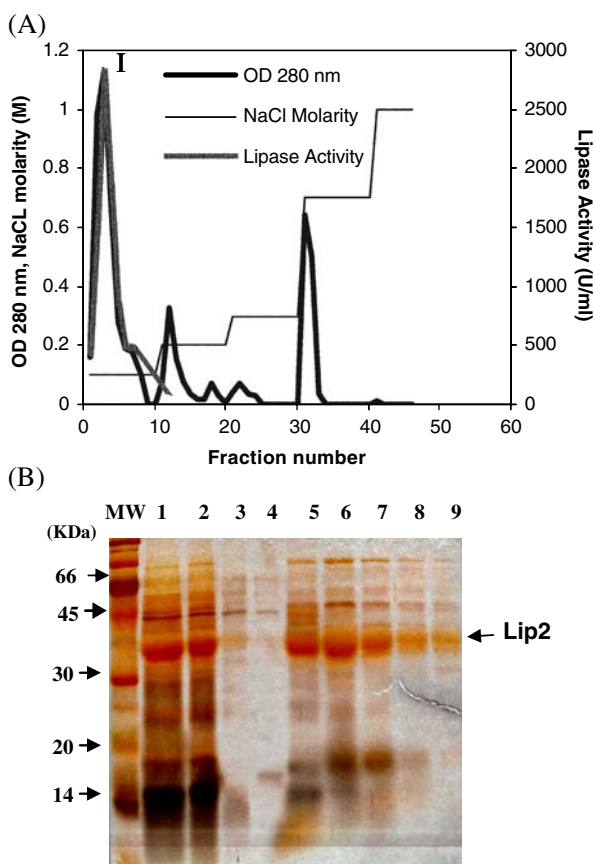 (A)
OD 280 nm, NaCL molarity (M)
1.2
1
0.8
0.6
0.4
0.2
0
I
OD 280 nm
NaCl Molarity
Lipase Activity
3000
2500
2000
1500
1000
500
0
Lipase Activity (U/ml)
0 10 20 30 40 50 60
Fraction number
(B)
MW 1 2 3 4 5 6 7 8 9
(KDa)
66
45
Lip2
30
20
14